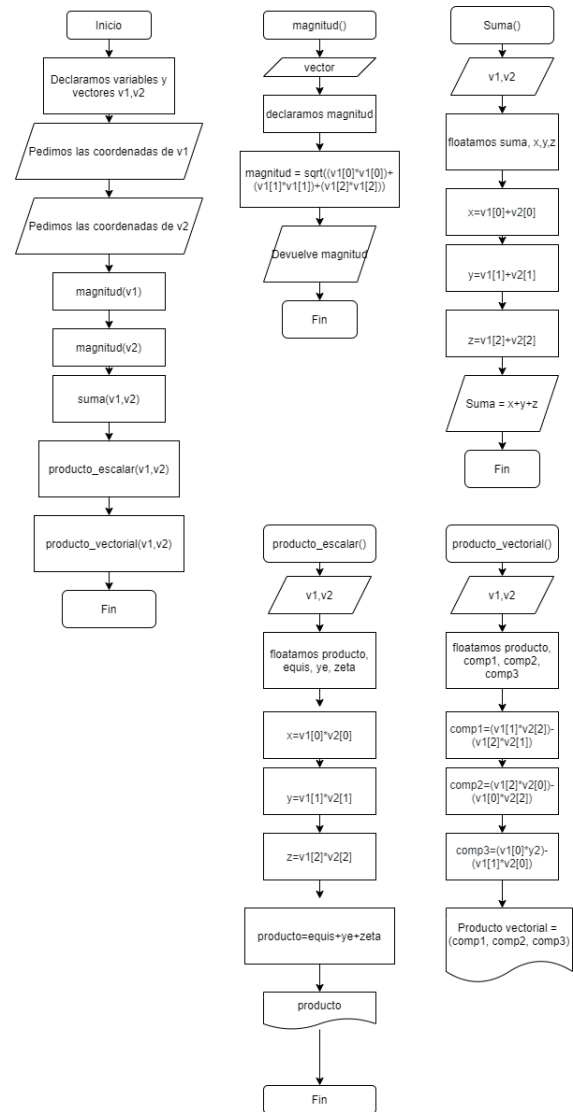 Inicio
Declaramos variables y
vectores v1,v2
Pedimos las coordenadas de v1
Pedimos las coordenadas de v2
magnitud(v1)
magnitud(v2)
suma(v1,v2)
producto_escalar(v1,v2)
producto_vectorial(v1,v2)
Fin
magnitud()
vector
declaramos magnitud
magnitud = sqrt((v1[0]*v1[0])+
(v1[1]*v1[1])+(v1[2]*v1[2]))
Devuelve magnitud
Fin
Suma()
v1,v2
floatamos suma, x,y,z
x=v1[0]+v2[0]
y=v1[1]+v2[1]
z=v1[2]+v2[2]
Suma = x+y+z
Fin
producto_escalar()
v1,v2
floatamos producto,
equis, ye, zeta
x=v1[0]*v2[0]
y=v1[1]*v2[1]
z=v1[2]*v2[2]
producto=equis+ye+zeta
producto
Fin
producto_vectorial()
v1,v2
floatamos producto,
comp1, comp2,
comp3
comp1=(v1[1]*v2[2])-
(v1[2]*v2[1])
comp2=(v1[2]*v2[0])-
(v1[0]*v2[2])
comp3=(v1[0]*y2)-
(v1[1]*v2[0])
Producto vectorial =
(comp1, comp2, comp3)